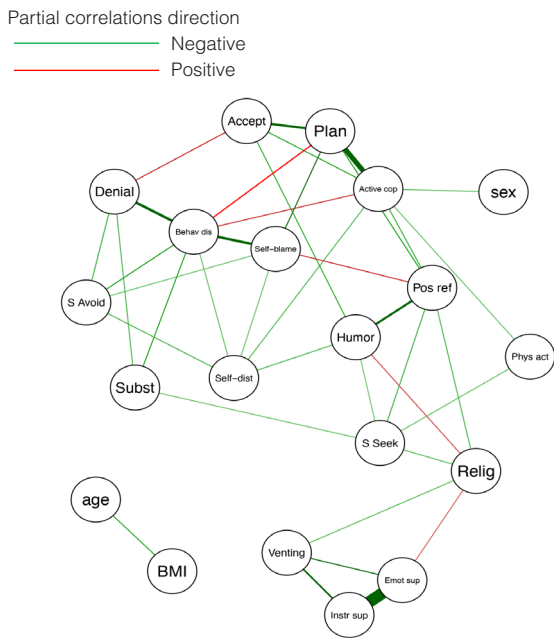 Partial correlations direction
Negative
Positive
Accept
Plan
Denial
Active cop
sex
Behav dis
Self-blame
S Avoid
Pos ref
Humor
Phys act
Subst
Self-dist
S Seek
Relig
age
BMI
Venting
Emot sup
Instr sup